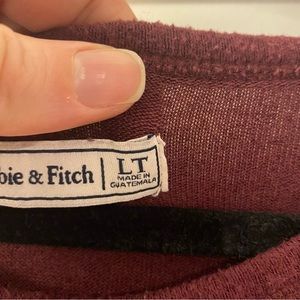 bie & Fitch
LT
MADE IN
GUATEMALA